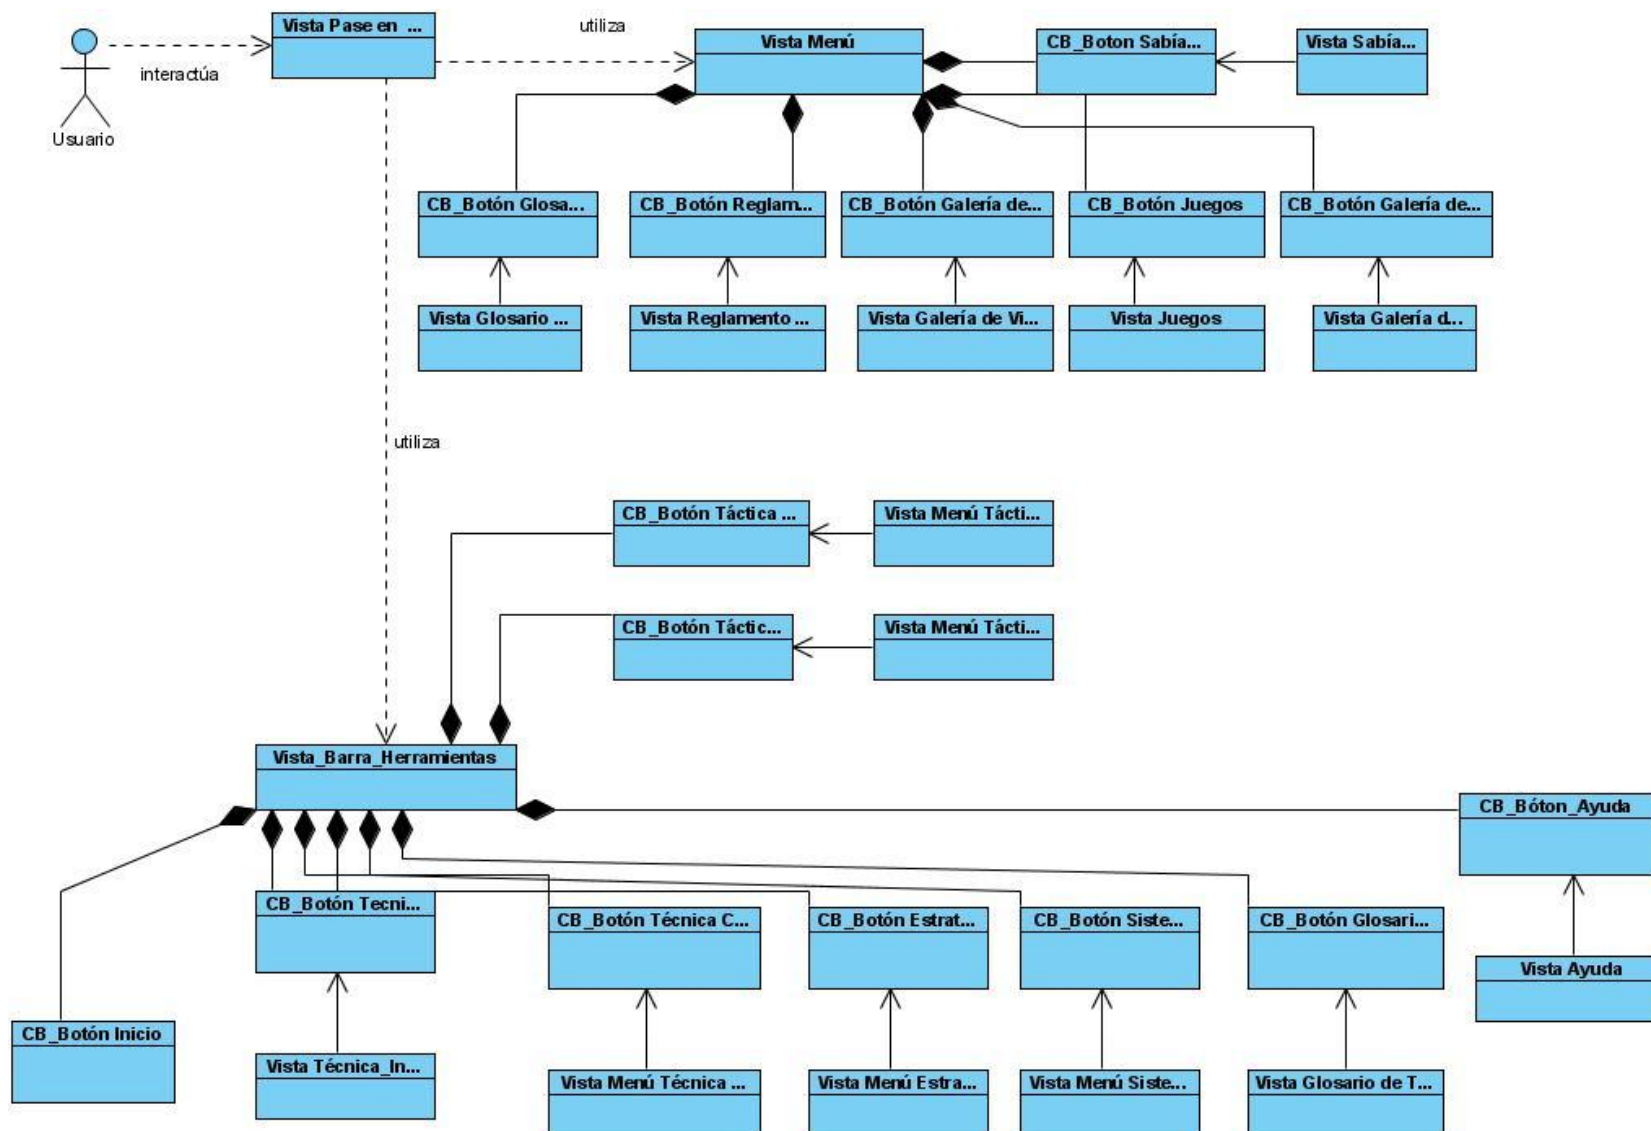 Vista Pase en ...
utiliza
Vista Menú
CB_Boton Sabía...
Vista Sabía...
interactúa
Usuario
CB_Botón Glosa...
CB_Botón Reglam...
CB_Botón Galería de...
CB_Botón Juegos
CB_Botón Galería de...
Vista Glosario ...
Vista Reglamento ...
Vista Galería de Vi...
Vista Juegos
Vista Galería d...
utiliza
CB_Botón Táctica ...
Vista Menú Tácti...
CB_Botón Táctic...
Vista Menú Tácti...
Vista_Barra_Herramientas
CB_Bóton_Ayuda
CB_Botón Tecni...
CB_Botón Técnica C...
CB_Botón Estrat...
CB_Botón Siste...
CB_Botón Glosari...
Vista Ayuda
CB_Botón Inicio
Vista Técnica_In...
Vista Menú Técnica ...
Vista Menú Estra...
Vista Menú Siste...
Vista Glosario de T...